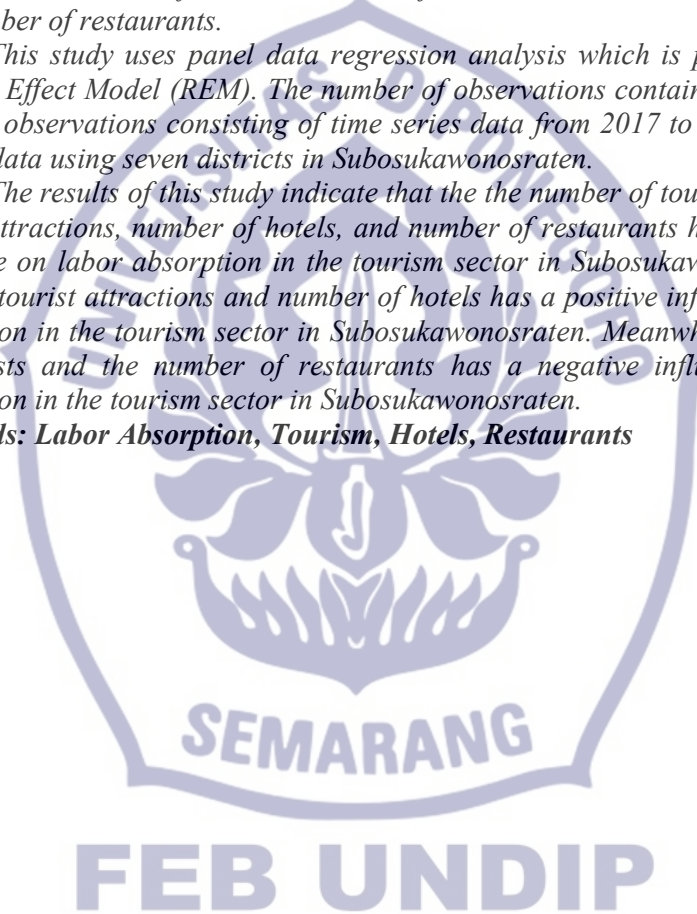 ber of restaurants.
This study uses panel data regression analysis which is p
Effect Model (REM). The number of observations contain
observations consisting of time series data from 2017 to
data using seven districts in Subosukawonosraten.
The results of this study indicate that the the number of tou
ttractions, number of hotels, and number of restaurants h
e on labor absorption in the tourism sector in Subosukaw
tourist attractions and number of hotels has a positive inf
on in the tourism sector in Subosukawonosraten. Meanwh
sts and the number of restaurants has a negative infl
on in the tourism sector in Subosukawonosraten.
ds: Labor Absorption, Tourism, Hotels, Restaurants
UNIVERSITAS DIPONEGORO
SEMARANG
FEB UNDIP